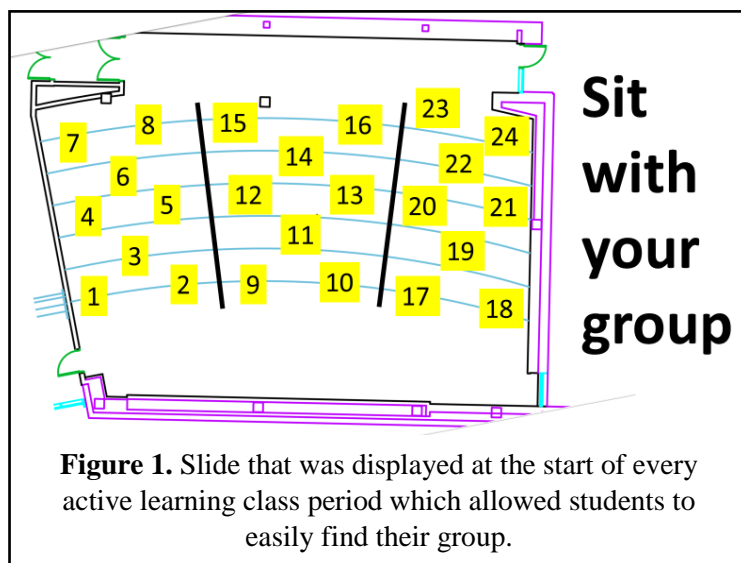 23
7 8 15 16 24
6 14 22
4 5 12 13 20 21
3 11 19
1 2 9 10 17 18
Sit
with
your
group
Figure 1. Slide that was displayed at the start of every
active learning class period which allowed students to
easily find their group.